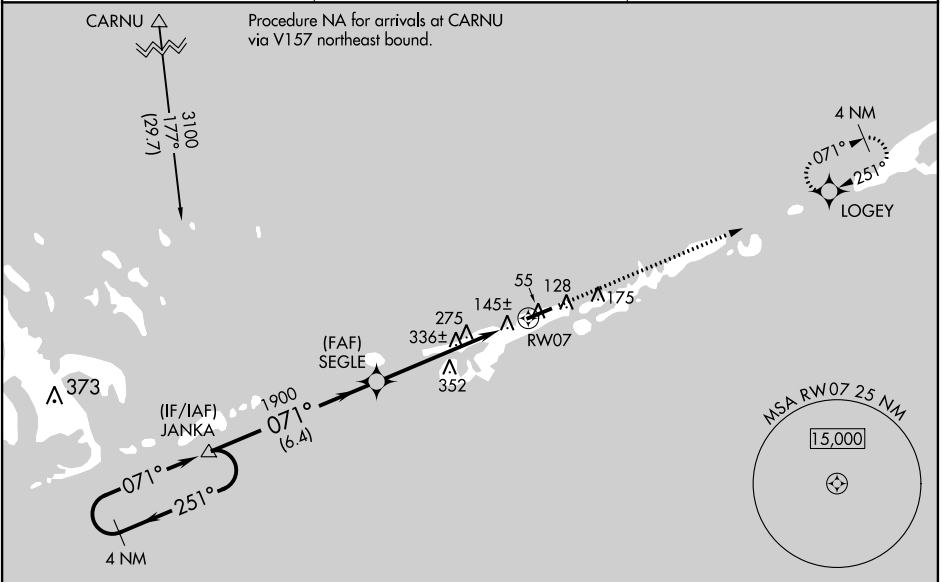 CARNU
Procedure NA for arrivals at CARNU
via V157 northeast bound.
3100
177°
(29.7)
4 NM
071°
251°
LOGEY
55
128
175
145±
275
336±
RW07
352
(FAF)
SEGLE
373
1900
071°
(6.4)
(IF/IAF)
JANKA
071°
251°
4 NM
MSA RW07 25 NM
15,000